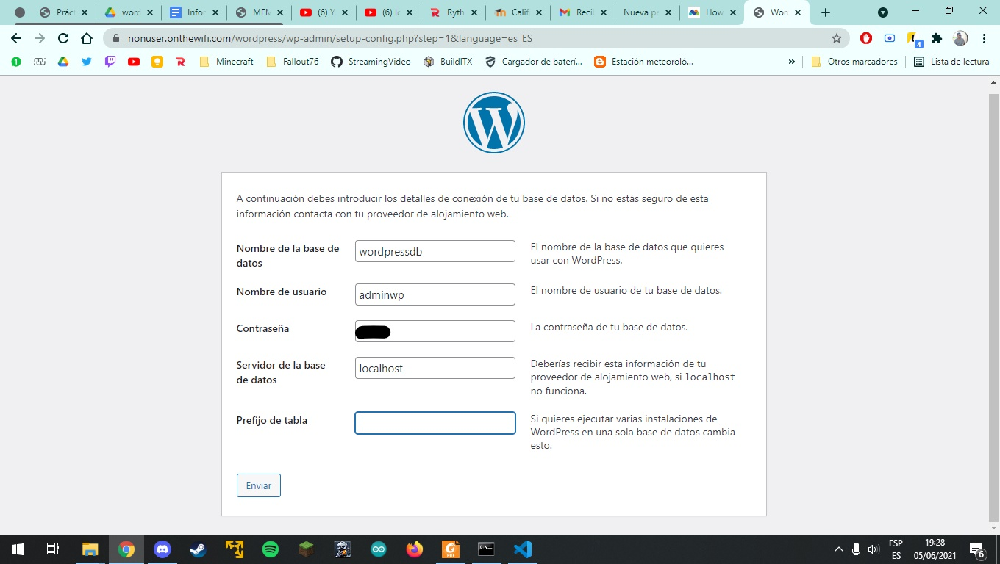 Práct
word
Infor
MEM
(6) Y
(6) Ic
Ryth
Calif
Recil
Nueva p
How
Wor
nonuser.onthewifi.com/wordpress/wp-admin/setup-config.php?step=1&language=es_ES
4
1
Minecraft
Fallout76
StreamingVideo
BuildITX
Cargador de baterí...
Estación meteoroló...
»
Otros marcadores
Lista de lectura
A continuación debes introducir los detalles de conexión de tu base de datos. Si no estás seguro de esta
información contacta con tu proveedor de alojamiento web.
Nombre de la base de
datos
wordpressdb
El nombre de la base de datos que quieres
usar con WordPress.
Nombre de usuario
adminwp
El nombre de usuario de tu base de datos.
Contraseña
La contraseña de tu base de datos.
Servidor de la base
de datos
localhost
Deberías recibir esta información de tu
proveedor de alojamiento web, si localhost
no funciona.
Prefijo de tabla
Si quieres ejecutar varias instalaciones de
WordPress en una sola base de datos cambia
esto.
Enviar
ESP
ES
19:28
05/06/2021
6